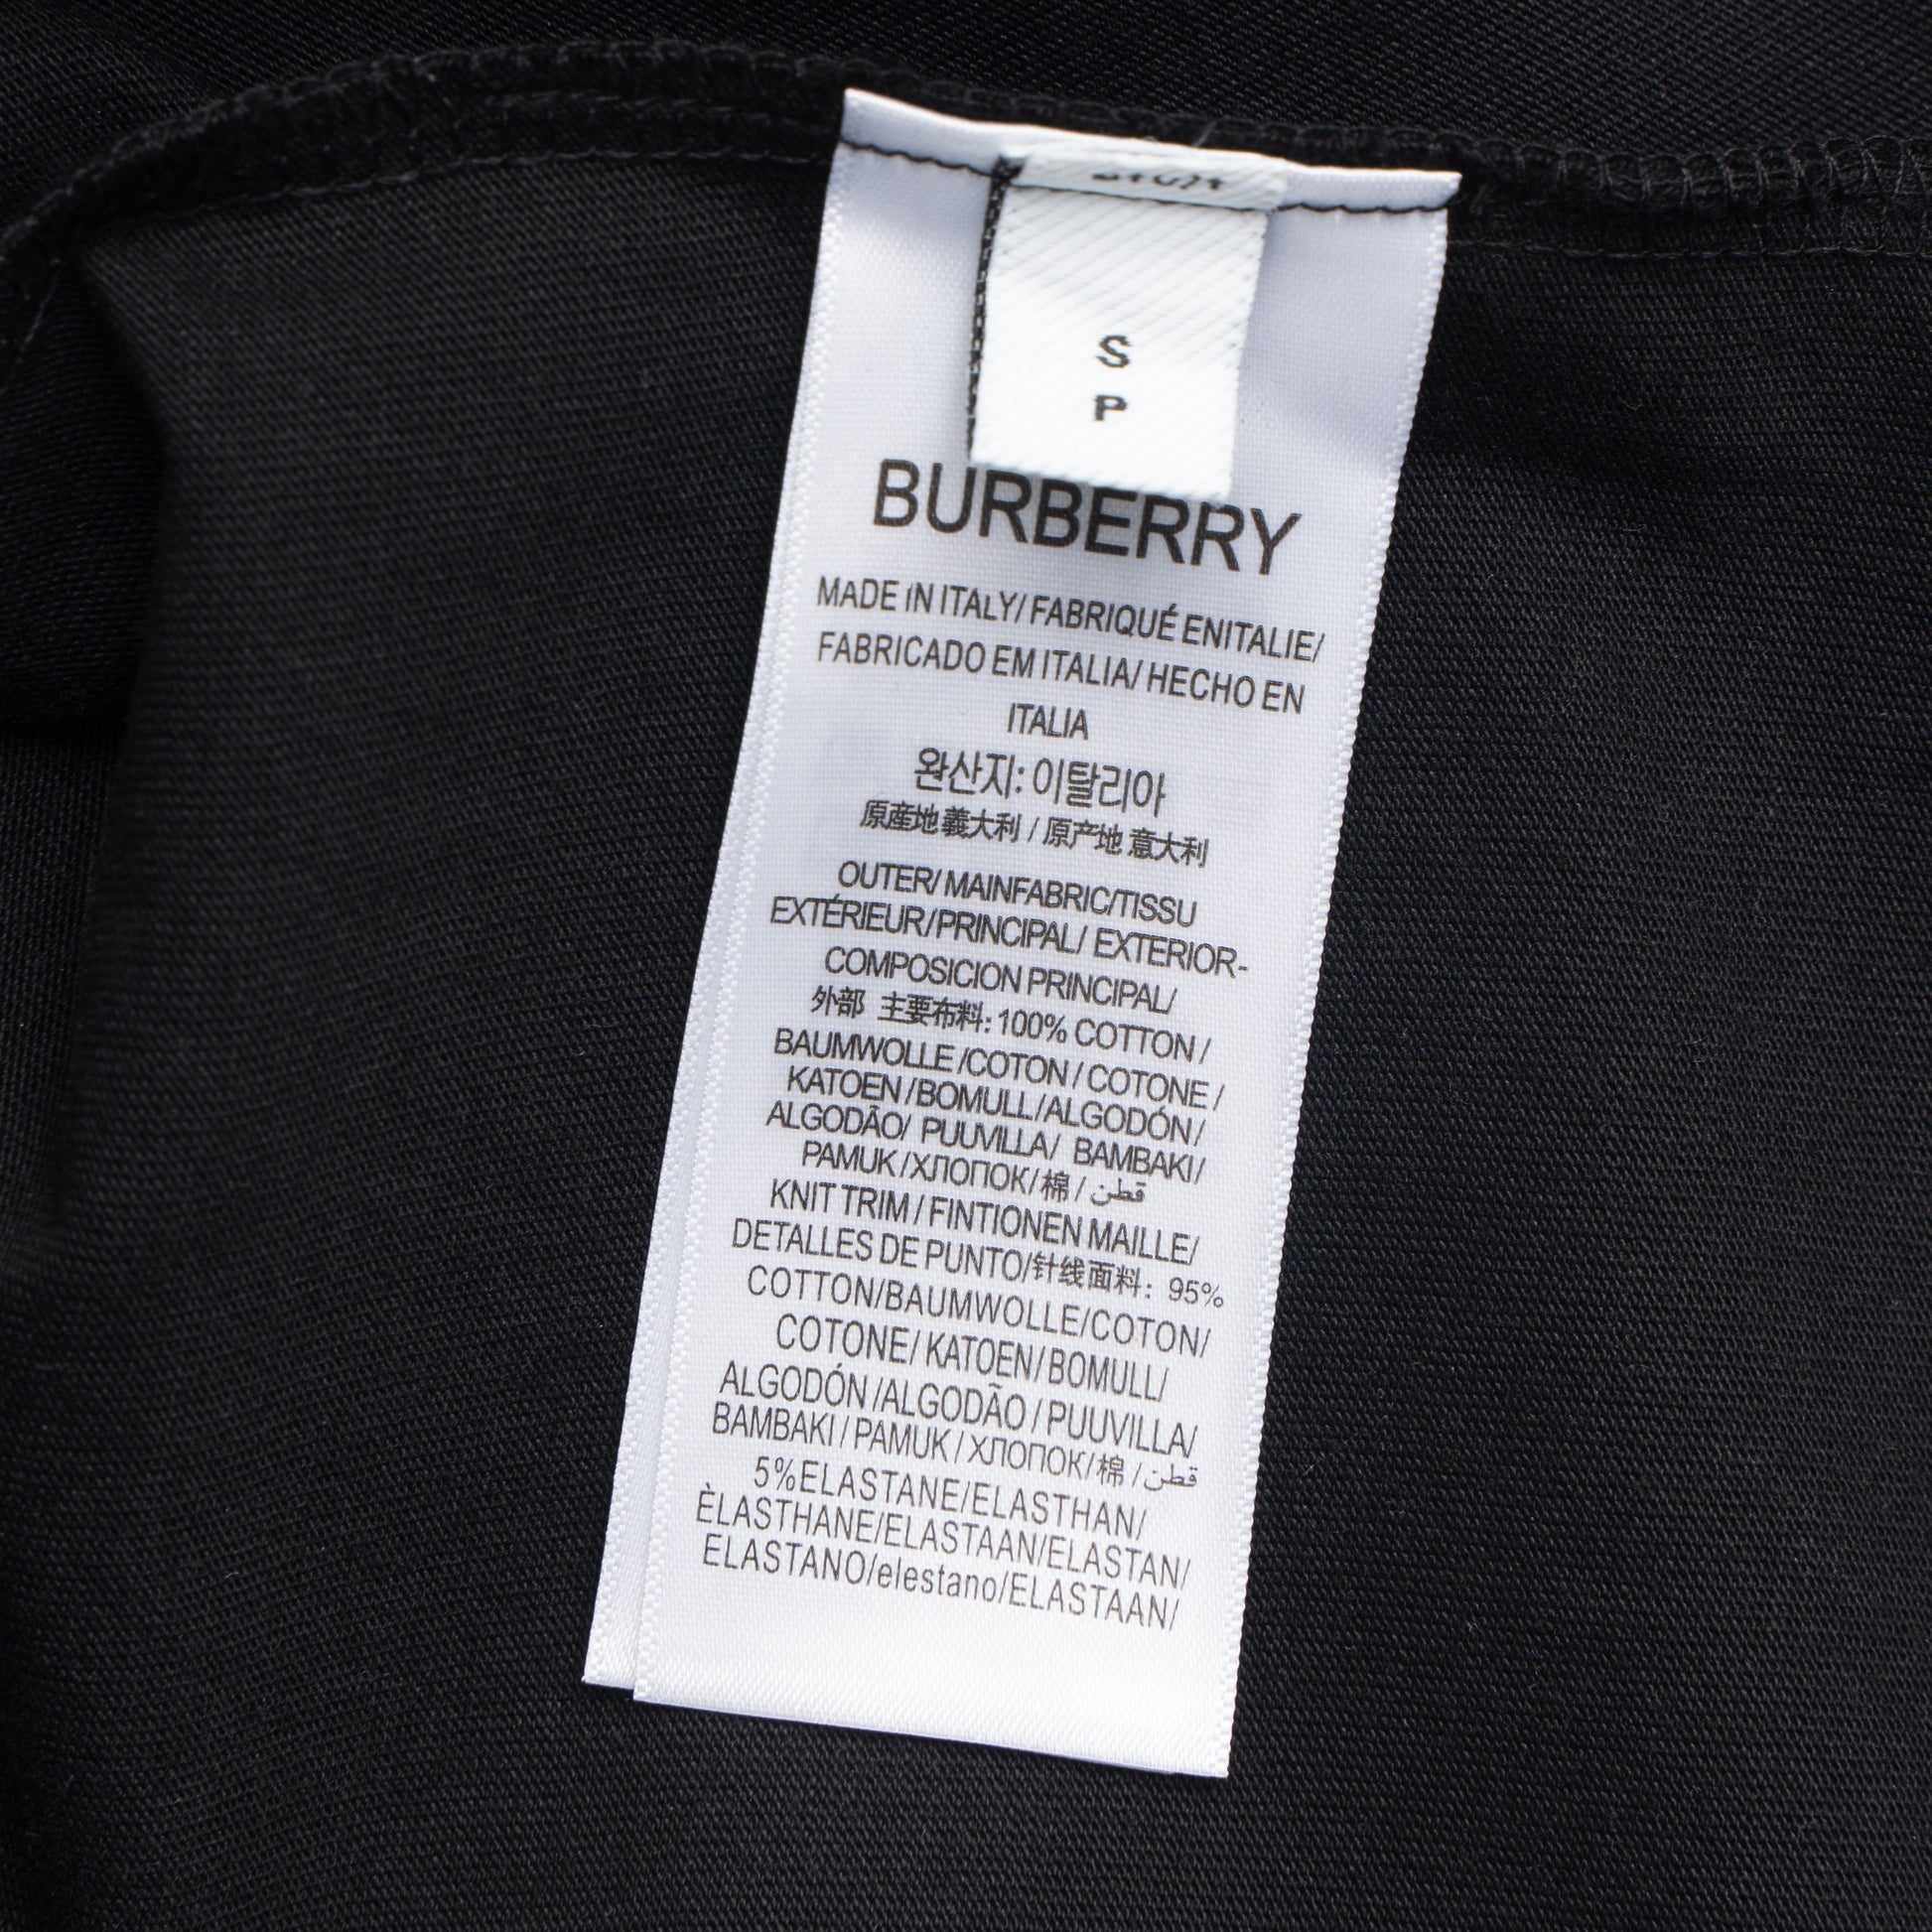 S
P
BURBERRY
MADE IN ITALY/ FABRIQUÉ ENITALIE/
FABRICADO EM ITALIA/ HECHO EN
ITALIA
완산지: 이탈리아
原産地 義大利 / 原产地 意大利
OUTER/ MAINFABRIC/TISSU
EXTÉRIEUR/PRINCIPAL/ EXTERIOR-
COMPOSICION PRINCIPAL/
外部 主要布料: 100% COTTON /
BAUMWOLLE /COTON / COTONE /
KATOEN /BOMULL /ALGODÓN /
ALGODÃO/ PUUVILLA/ BAMBAKI /
PAMUK /ХЛОПОК/ 棉 / قطن
KNIT TRIM / FINTIONEN MAILLE/
DETALLES DE PUNTO/针线面料: 95%
COTTON/BAUMWOLLE/COTON/
COTONE/ KATOEN/ BOMULL/
ALGODÓN /ALGODÃO / PUUVILLA/
BAMBAKI / PAMUK / ХЛОПОК/ 棉 / قطن
5%ELASTANE/ELASTHAN/
ÈLASTHANE/ELASTAAN/ELASTAN/
ELASTANO/elestano/ELASTAAN/